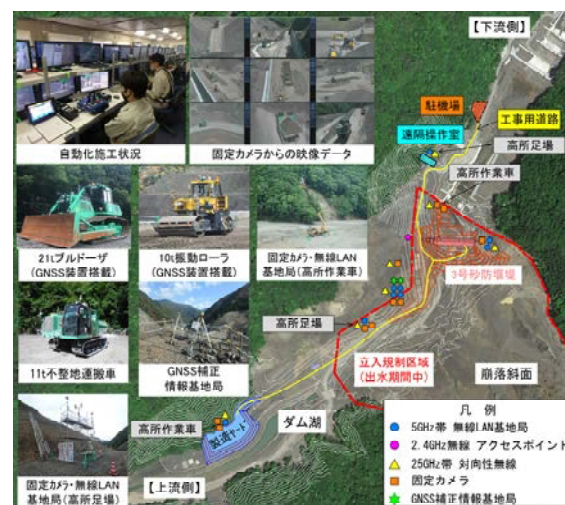 自動化施工状況
固定カメラからの映像データ
21tブルドーザ
(GNSS装置搭載)
10t振動ローラ
(GNSS装置搭載)
固定カメラ・無線LAN
基地局(高所作業車)
11t不整地運搬車
GNSS補正
情報基地局
固定カメラ・無線LAN
基地局(高所足場)
【下流側】
駐機場
工事用道路
遠隔操作室
高所足場
高所作業車
3号砂防堰堤
高所足場
立入規制区域
(出水期間中)
崩落斜面
高所作業車
製造ヤード
ダム湖
【上流側】
凡 例
5GHz帯 無線LAN基地局
2.4GHz無線 アクセスポイント
25GHz帯 対向性無線
固定カメラ
GNSS補正情報基地局